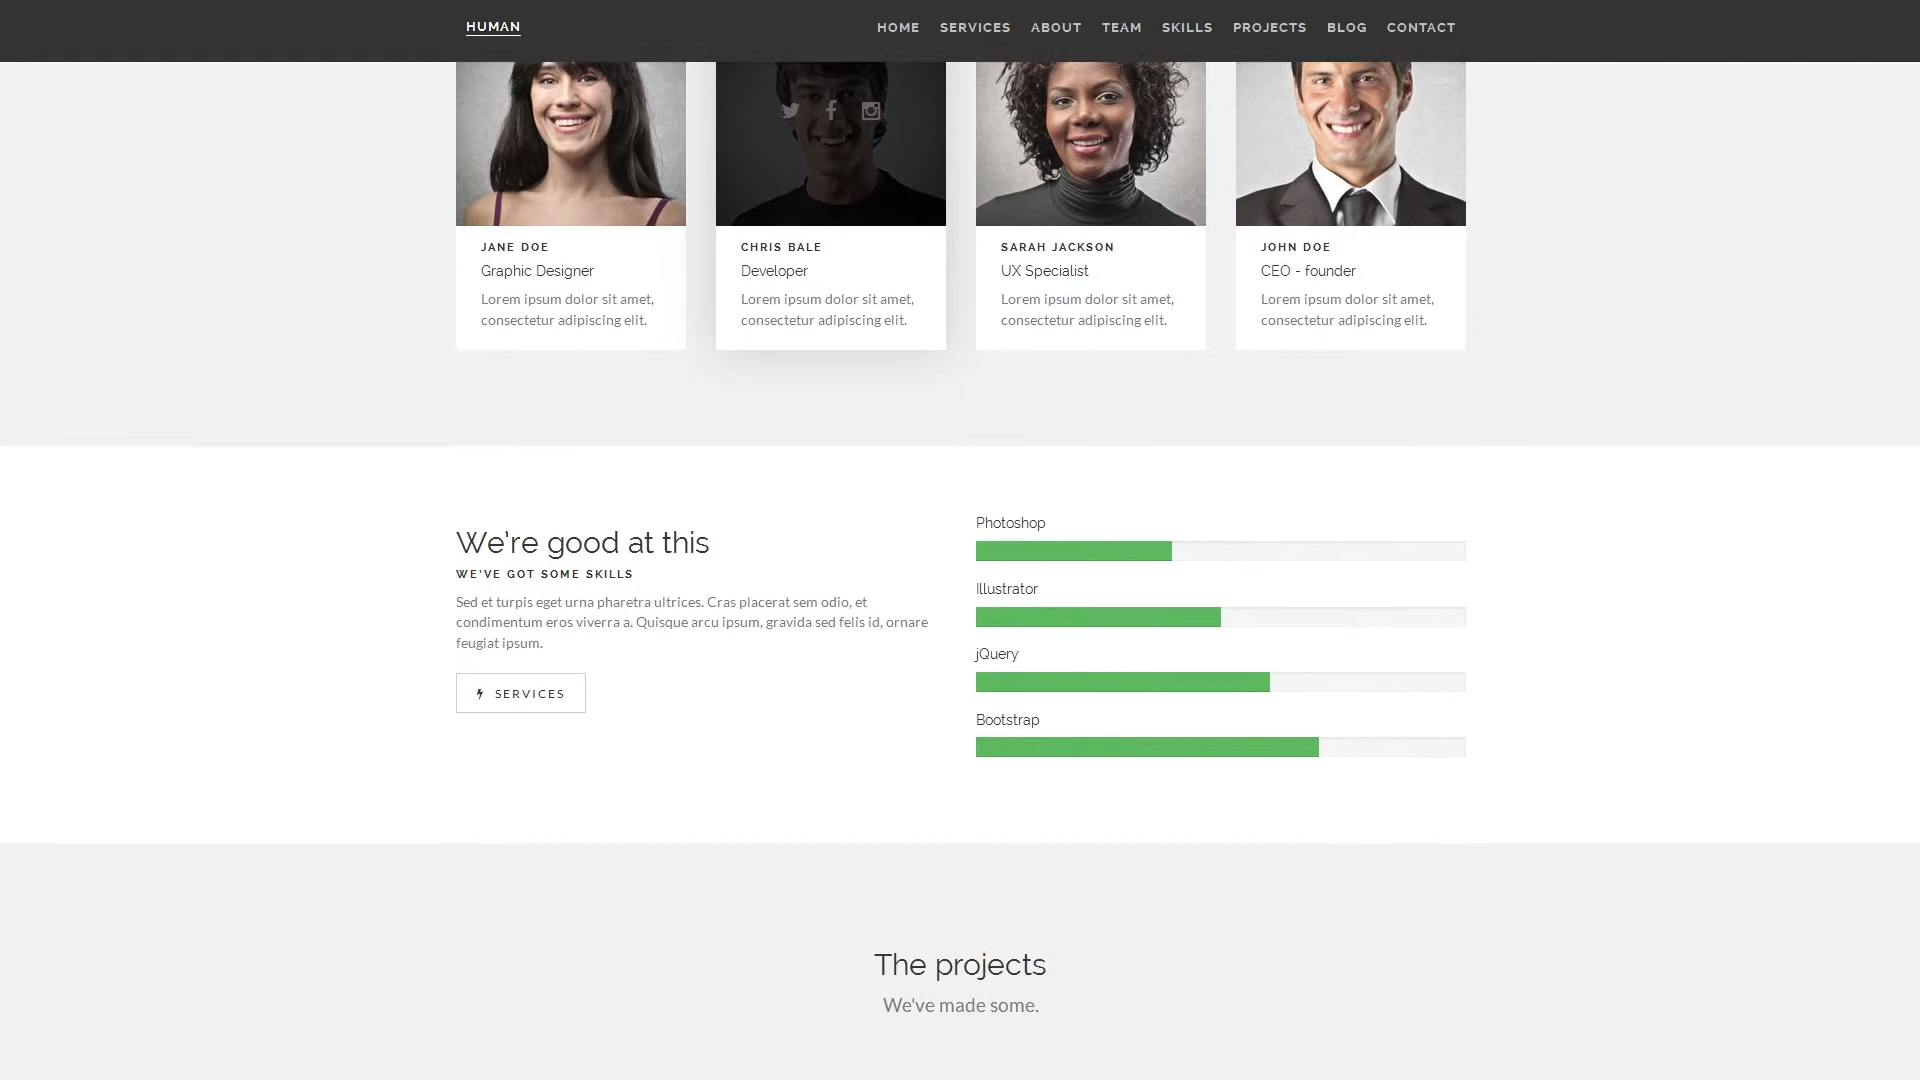 HUMAN HOME SERVICES ABOUT TEAM SKILLS PROJECTS BLOG CONTACT
JANE DOE
Graphic Designer
Lorem ipsum dolor sit amet,
consectetur adipiscing elit.
CHRIS BALE
Developer
Lorem ipsum dolor sit amet,
consectetur adipiscing elit.
SARAH JACKSON
UX Specialist
Lorem ipsum dolor sit amet,
consectetur adipiscing elit.
JOHN DOE
CEO - founder
Lorem ipsum dolor sit amet,
consectetur adipiscing elit.
We're good at this
WE'VE GOT SOME SKILLS
Sed et turpis eget urna pharetra ultrices. Cras placerat sem odio, et
condimentum eros viverra a. Quisque arcu ipsum, gravida sed felis id, ornare
feugiat ipsum.
SERVICES
Photoshop
Illustrator
jQuery
Bootstrap
The projects
We've made some.